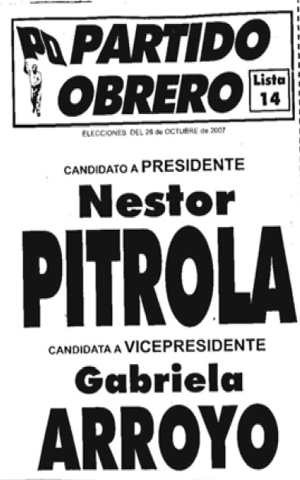 PO PARTIDO
OBRERO
Lista
14
ELECCIONES DEL 28 de OCTUBRE de 2007
CANDIDATO A PRESIDENTE
Nestor
PITROLA
CANDIDATA A VICEPRESIDENTE
Gabriela
ARROYO